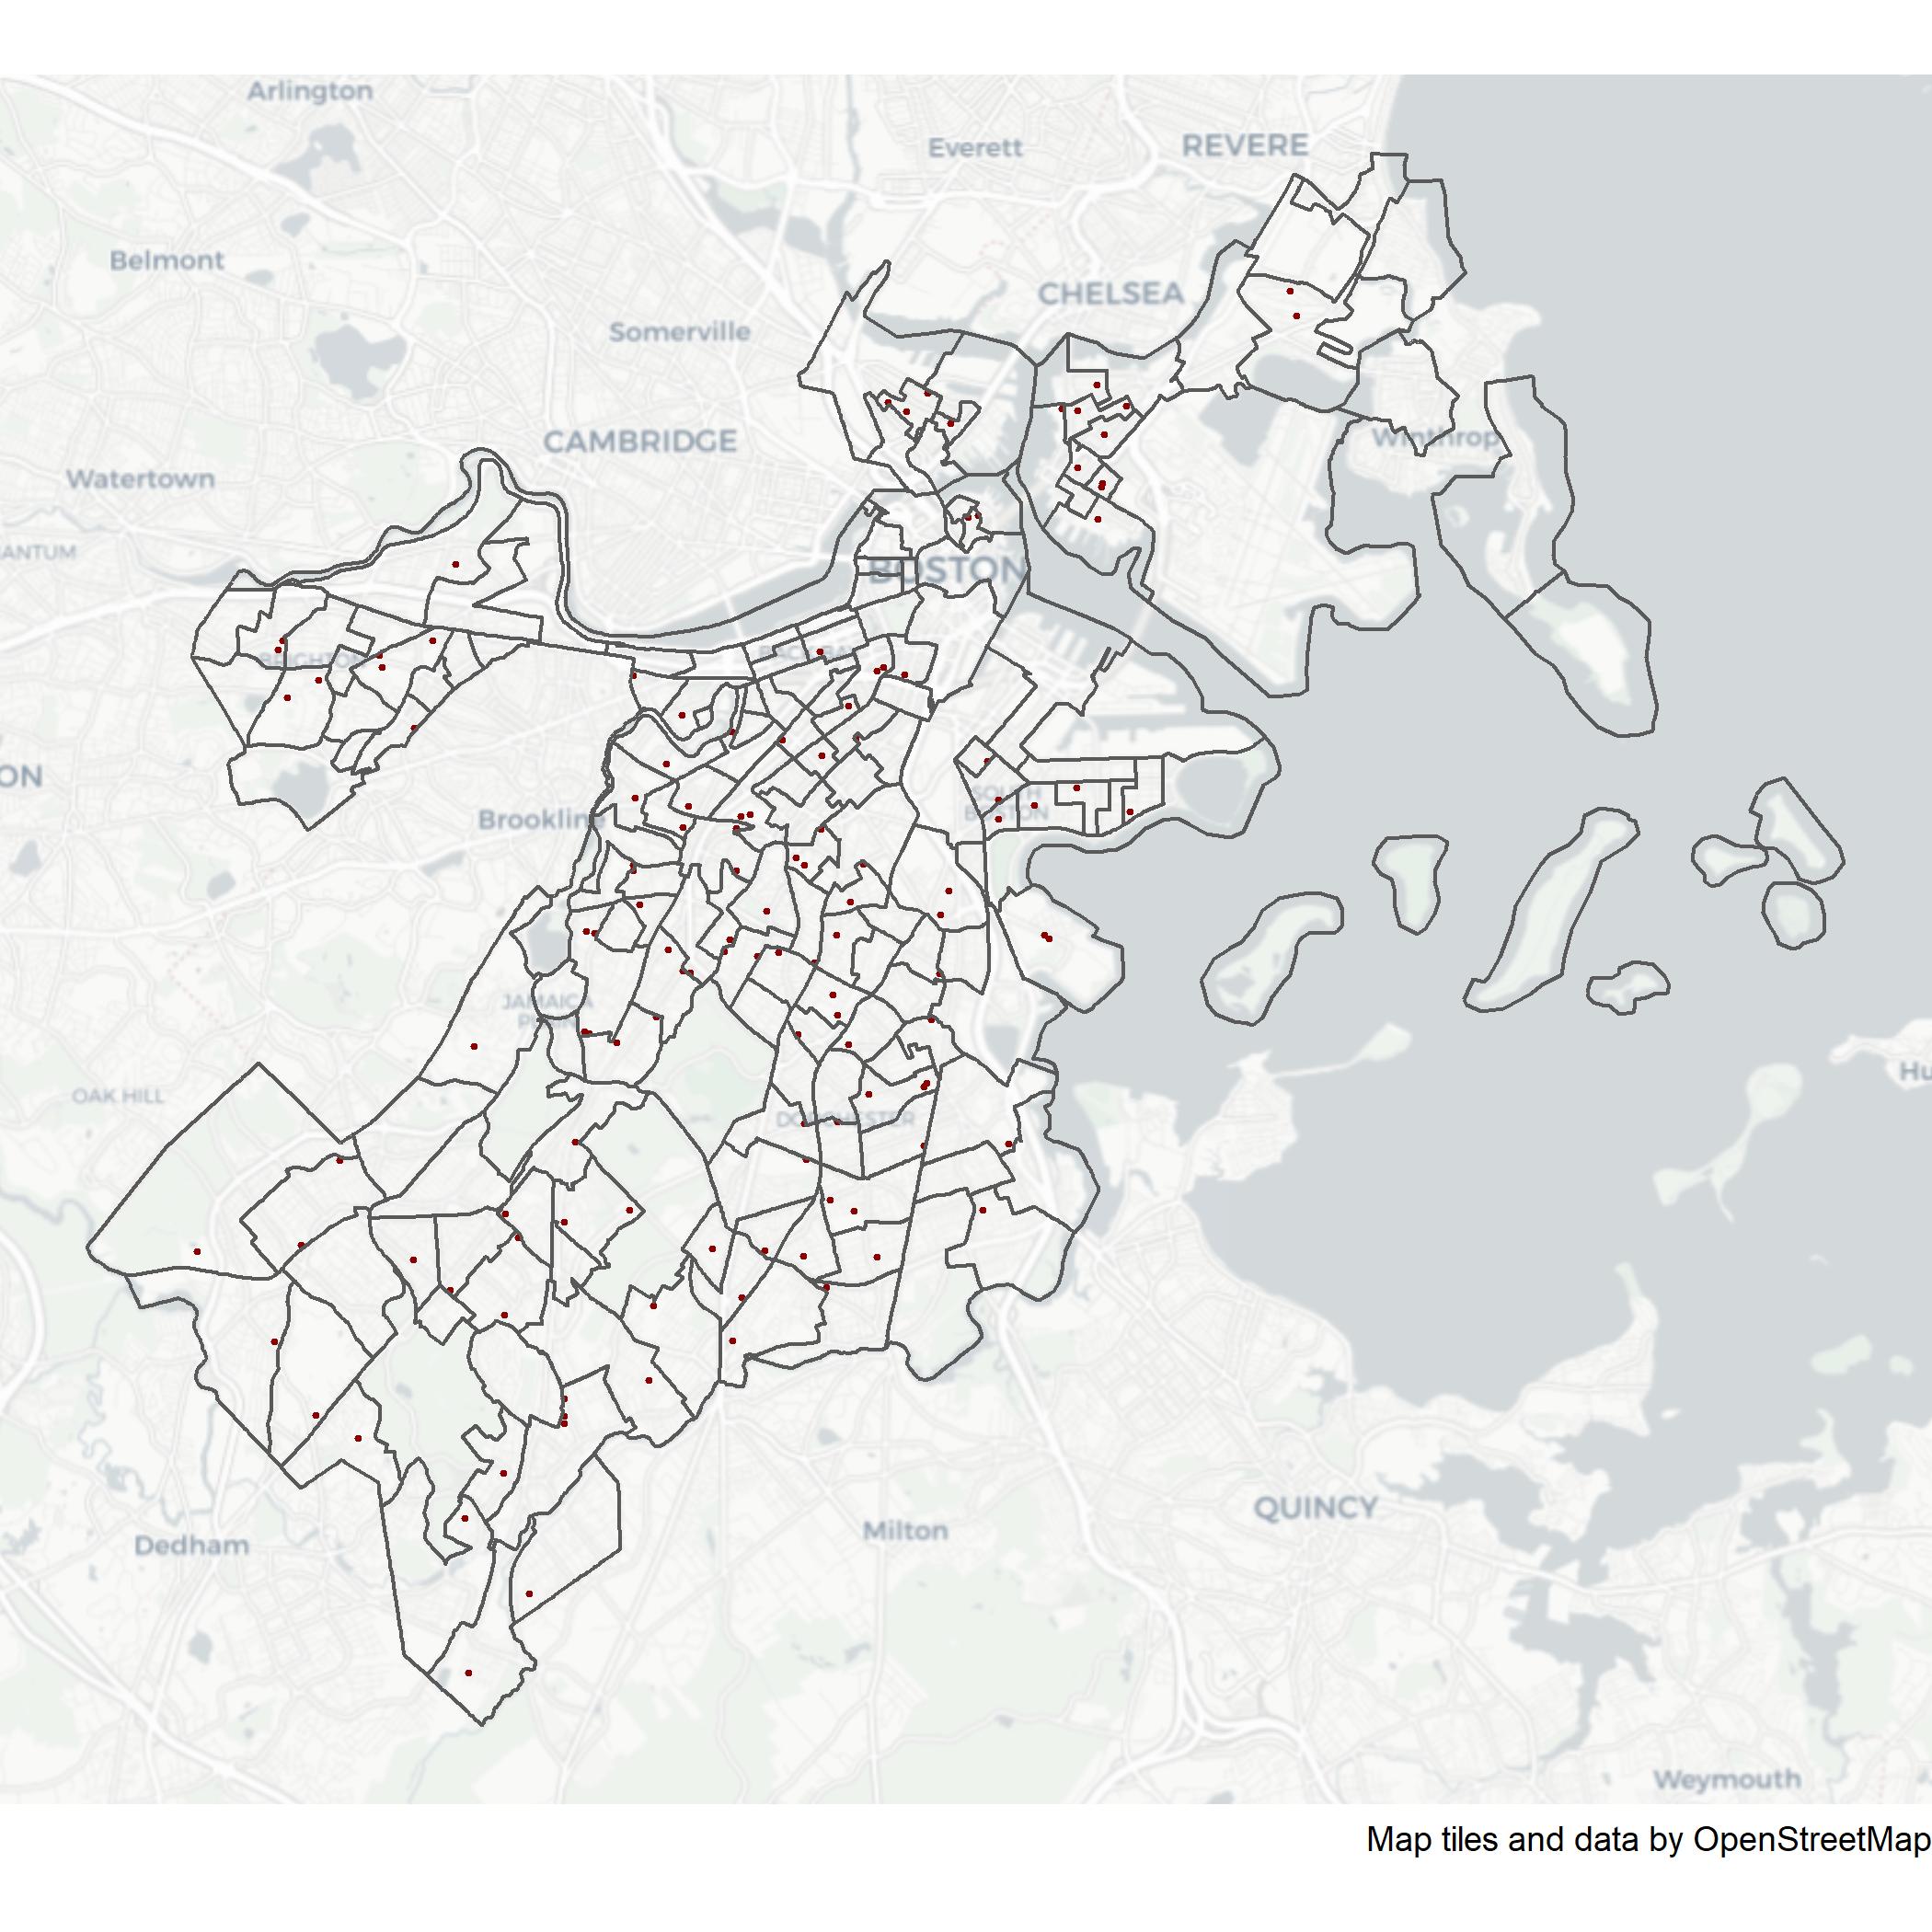 Arlington
Everett
REVERE
Belmont
CHELSEA
Somerville
CAMBRIDGE
Winthrop
Watertown
ANTUM
BOSTON
BRIGHTON
BACK BAY
ON
SOUTH
BOSTON
Brookline
JAMAICA
PLAIN
Hu
OAK HILL
DORCHESTER
QUINCY
Milton
Dedham
Weymouth
Map tiles and data by OpenStreetMap